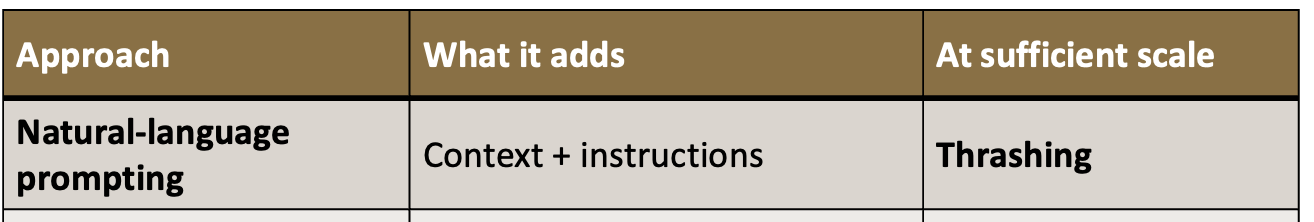 Approach
What it adds
At sufficient scale
Natural-language
prompting
Context + instructions
Thrashing